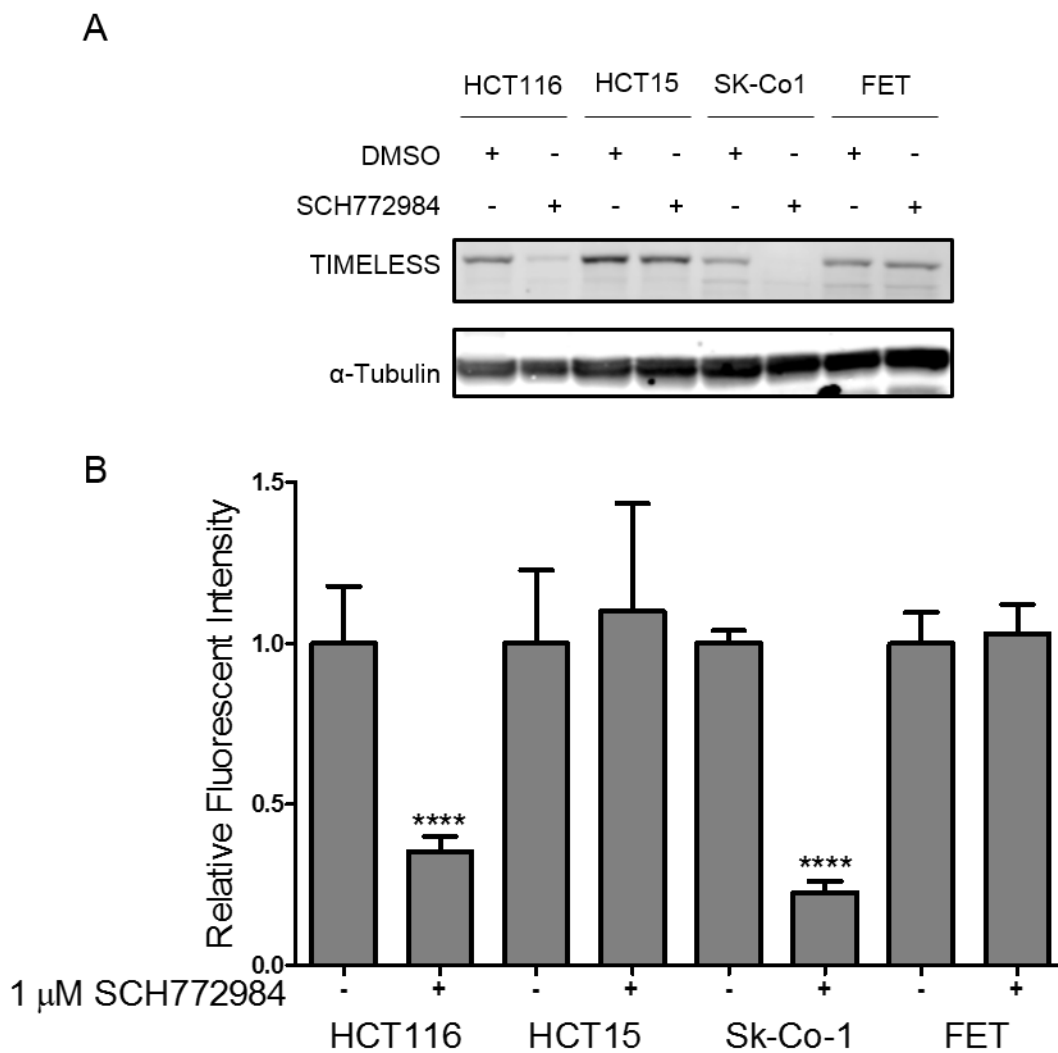 A
HCT116 HCT15 SK-Co1 FET
DMSO + - + - + - + -
SCH772984 - + - + - + - +
TIMELESS
α-Tubulin
B
Relative Fluorescent Intensity
1.5
1.0
0.5
0.0
**** ****
1 μM SCH772984 - + - + - + - +
HCT116 HCT15 Sk-Co-1 FET